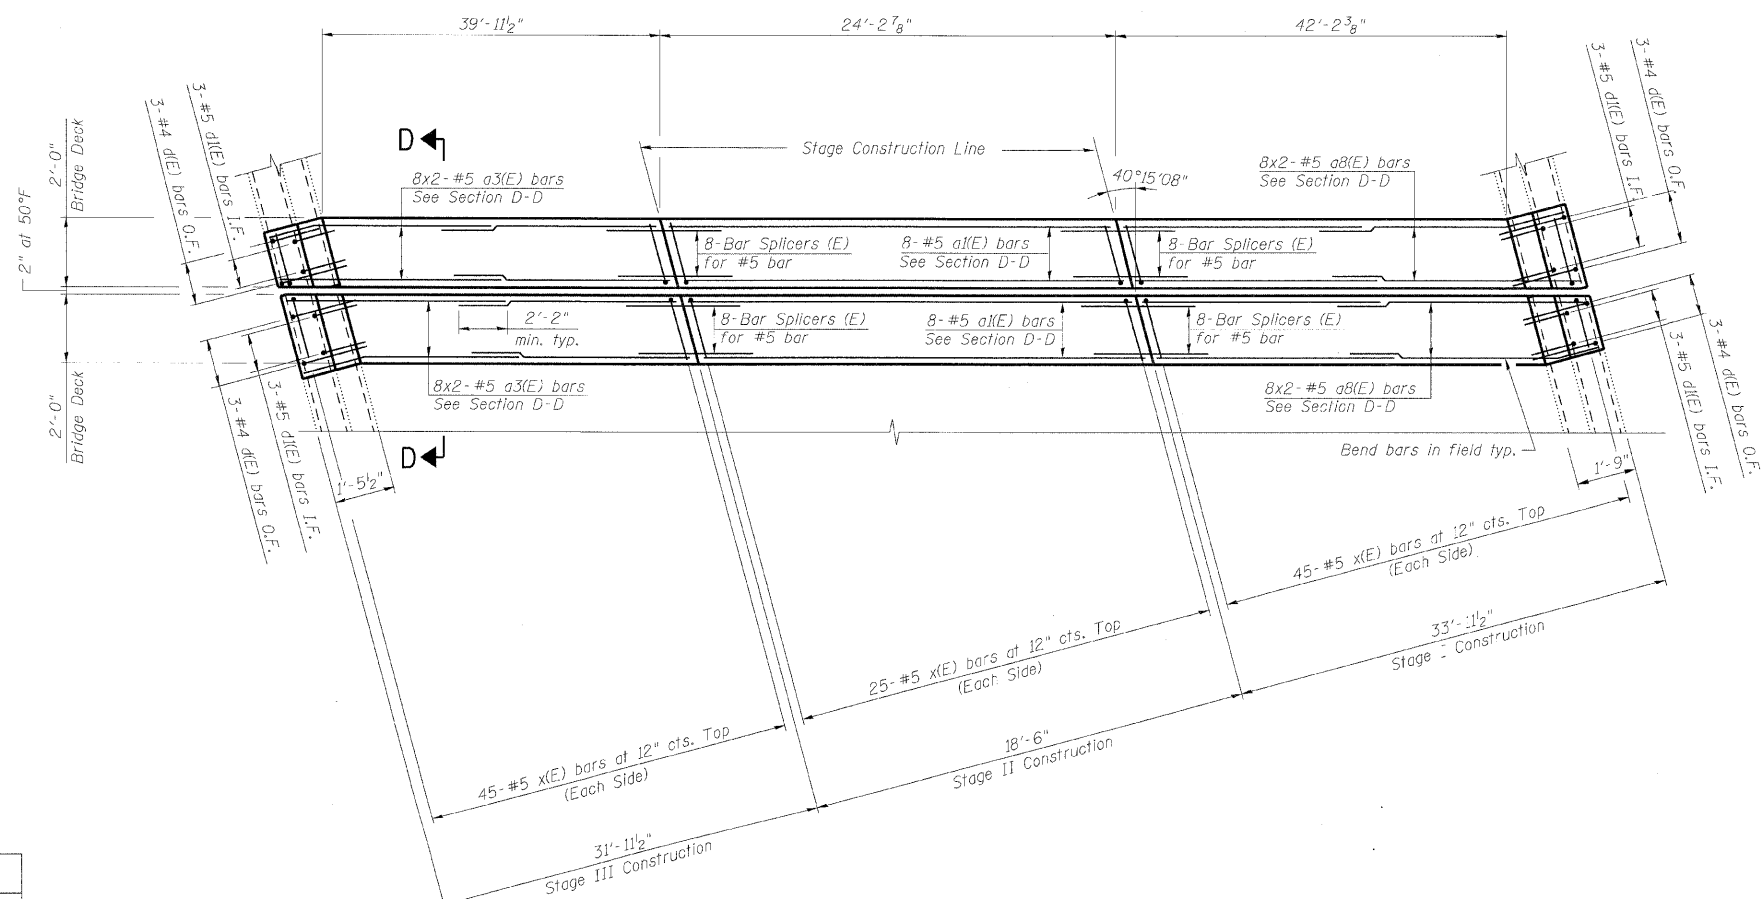 39'-11½"
24'-2⅞"
42'-2⅜"
3-#4 d(E) bars O.F.
3-#5 d1(E) bars I.F.
3-#5 d1(E) bars I.F.
3-#4 d(E) bars O.F.
2'-0"
Bridge Deck
2" at 50°F
2'-0"
Bridge Deck
D
Stage Construction Line
40°15'08"
8x2-#5 a3(E) bars
See Section D-D
8x2-#5 a8(E) bars
See Section D-D
8-Bar Splicers (E)
for #5 bar
8-#5 a1(E) bars
See Section D-D
8-Bar Splicers (E)
for #5 bar
2'-2"
min. typ.
8-Bar Splicers (E)
for #5 bar
8-#5 a1(E) bars
See Section D-D
8-Bar Splicers (E)
for #5 bar
8x2-#5 a3(E) bars
See Section D-D
8x2-#5 a8(E) bars
See Section D-D
3-#4 d(E) bars O.F.
3-#5 d1(E) bars I.F.
3-#5 d1(E) bars I.F.
3-#4 d(E) bars O.F.
D
Bend bars in field typ.
1'-5½"
1'-9"
45-#5 x(E) bars at 12" cts. Top
(Each Side)
25-#5 x(E) bars at 12" cts. Top
(Each Side)
45-#5 x(E) bars at 12" cts. Top
(Each Side)
33'-11½"
Stage I Construction
18'-6"
Stage II Construction
31'-11½"
Stage III Construction